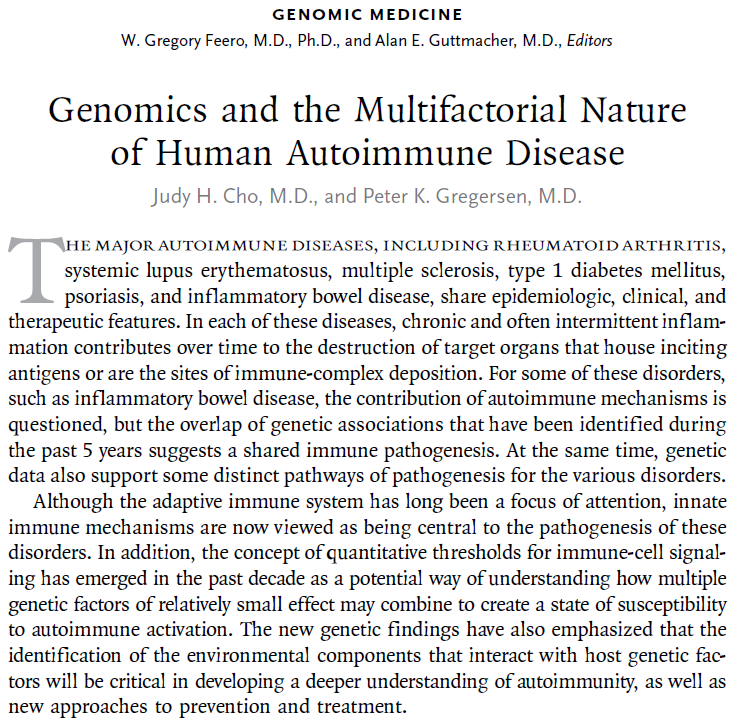 GENOMIC MEDICINE
W. Gregory Feero, M.D., Ph.D., and Alan E. Guttmacher, M.D., Editors
Genomics and the Multifactorial Nature
of Human Autoimmune Disease
Judy H. Cho, M.D., and Peter K. Gregersen, M.D.
THE MAJOR AUTOIMMUNE DISEASES, INCLUDING RHEUMATOID ARTHRITIS,
systemic lupus erythematosus, multiple sclerosis, type 1 diabetes mellitus,
psoriasis, and inflammatory bowel disease, share epidemiologic, clinical, and
therapeutic features. In each of these diseases, chronic and often intermittent inflam-
mation contributes over time to the destruction of target organs that house inciting
antigens or are the sites of immune-complex deposition. For some of these disorders,
such as inflammatory bowel disease, the contribution of autoimmune mechanisms is
questioned, but the overlap of genetic associations that have been identified during
the past 5 years suggests a shared immune pathogenesis. At the same time, genetic
data also support some distinct pathways of pathogenesis for the various disorders.
Although the adaptive immune system has long been a focus of attention, innate
immune mechanisms are now viewed as being central to the pathogenesis of these
disorders. In addition, the concept of quantitative thresholds for immune-cell signal-
ing has emerged in the past decade as a potential way of understanding how multiple
genetic factors of relatively small effect may combine to create a state of susceptibility
to autoimmune activation. The new genetic findings have also emphasized that the
identification of the environmental components that interact with host genetic fac-
tors will be critical in developing a deeper understanding of autoimmunity, as well as
new approaches to prevention and treatment.